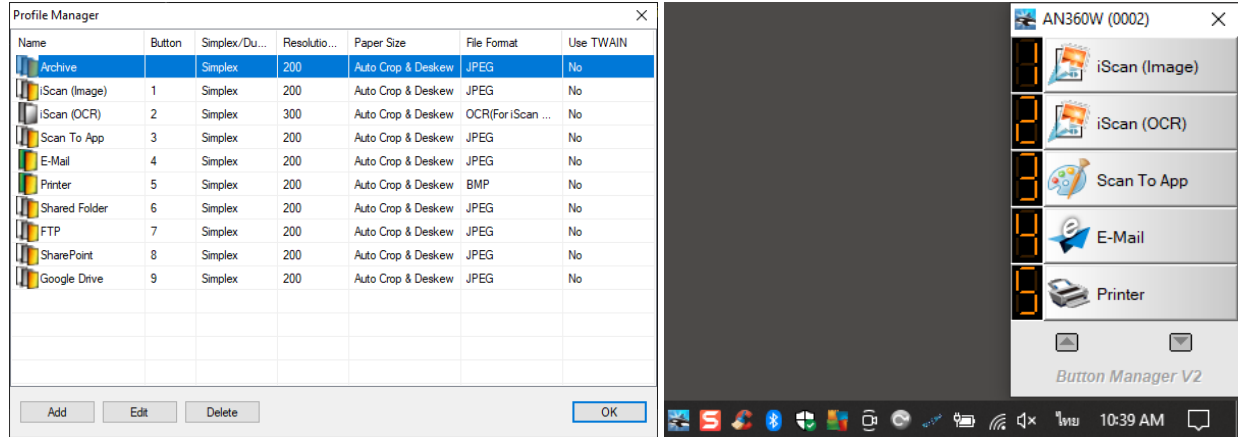 Profile Manager
Name Button Simplex/Du... Resolutio... Paper Size File Format Use TWAIN
Archive Simplex 200 Auto Crop & Deskew JPEG No
iScan (Image) 1 Simplex 200 Auto Crop & Deskew JPEG No
iScan (OCR) 2 Simplex 300 Auto Crop & Deskew OCR(For iScan ... No
Scan To App 3 Simplex 200 Auto Crop & Deskew JPEG No
E-Mail 4 Simplex 200 Auto Crop & Deskew JPEG No
Printer 5 Simplex 200 Auto Crop & Deskew BMP No
Shared Folder 6 Simplex 200 Auto Crop & Deskew JPEG No
FTP 7 Simplex 200 Auto Crop & Deskew JPEG No
SharePoint 8 Simplex 200 Auto Crop & Deskew JPEG No
Google Drive 9 Simplex 200 Auto Crop & Deskew JPEG No
Add Edit Delete OK
AN360W (0002)
1 iScan (Image)
2 iScan (OCR)
3 Scan To App
4 E-Mail
5 Printer
Button Manager V2
ไทย 10:39 AM